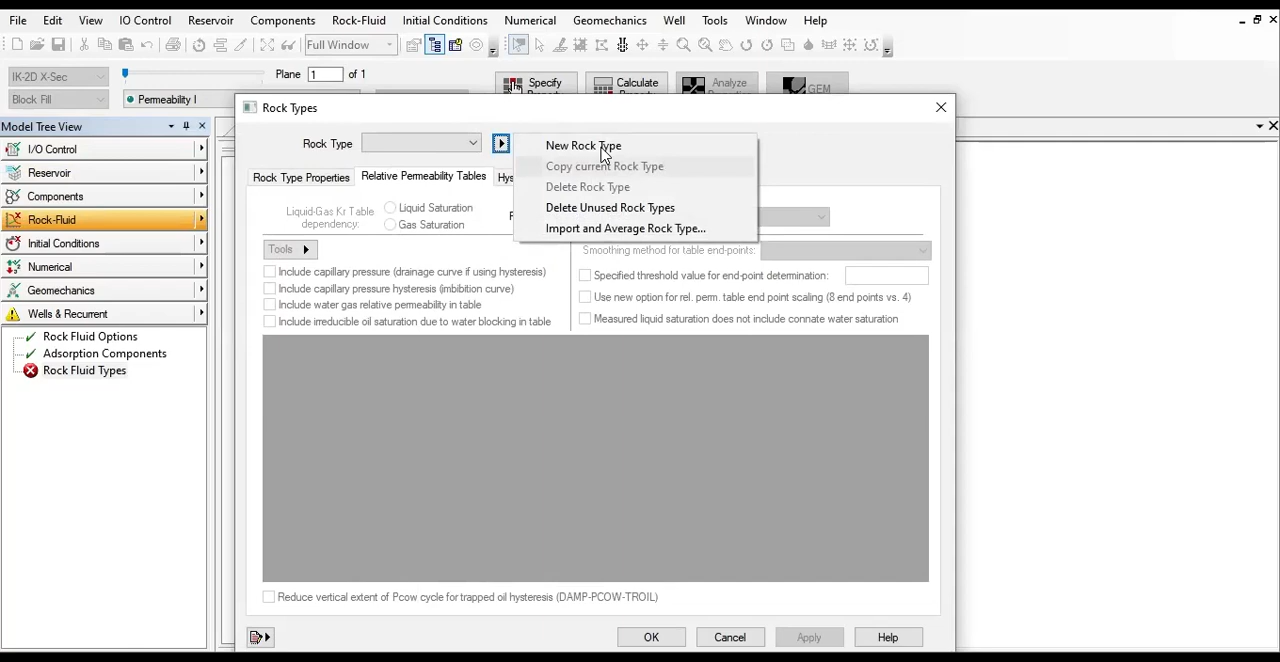 File Edit View IO Control Reservoir Components Rock-Fluid Initial Conditions Numerical Geomechanics Well Tools Window Help
Full Window
IK-2D X-Sec Plane 1 of 1 Specify Calculate Analyze GEM
Block Fill Permeability I
Model Tree View
I/O Control
Reservoir
Components
Rock-Fluid
Initial Conditions
Numerical
Geomechanics
Wells & Recurrent
Rock Fluid Options
Adsorption Components
Rock Fluid Types
Rock Types
Rock Type
New Rock Type
Copy current Rock Type
Delete Rock Type
Delete Unused Rock Types
Import and Average Rock Type...
Rock Type Properties Relative Permeability Tables
Liquid-Gas Kr Table dependency:
Liquid Saturation
Gas Saturation
Tools
Smoothing method for table end-points:
Include capillary pressure (drainage curve if using hysteresis)
Include capillary pressure hysteresis (imbibition curve)
Include water gas relative permeability in table
Include irreducible oil saturation due to water blocking in table
Specified threshold value for end-point determination:
Use new option for rel. perm. table end point scaling (8 end points vs. 4)
Measured liquid saturation does not include connate water saturation
Reduce vertical extent of Pcow cycle for trapped oil hysteresis (DAMP-PCOW-TROIL)
OK Cancel Apply Help